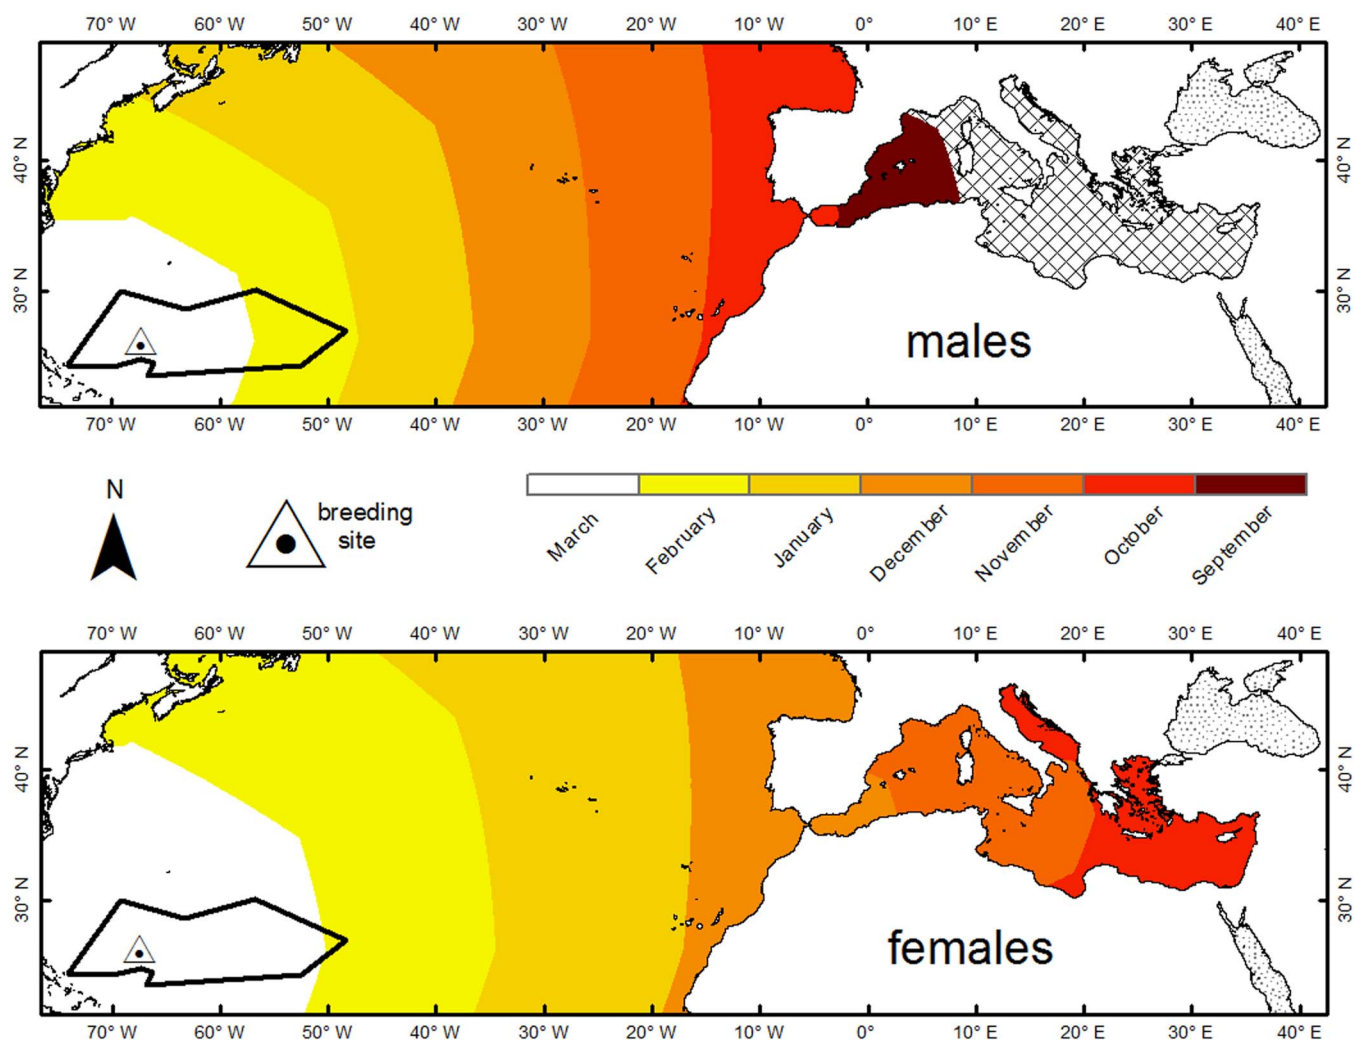 70° W 60° W 50° W 40° W 30° W 20° W 10° W 0° 10° E 20° E 30° E 40° E
40° N 40° N
30° N 30° N
males
70° W 60° W 50° W 40° W 30° W 20° W 10° W 0° 10° E 20° E 30° E 40° E
N
breeding
site
March
February
January
December
November
October
September
70° W 60° W 50° W 40° W 30° W 20° W 10° W 0° 10° E 20° E 30° E 40° E
40° N 40° N
30° N 30° N
females
70° W 60° W 50° W 40° W 30° W 20° W 10° W 0° 10° E 20° E 30° E 40° E